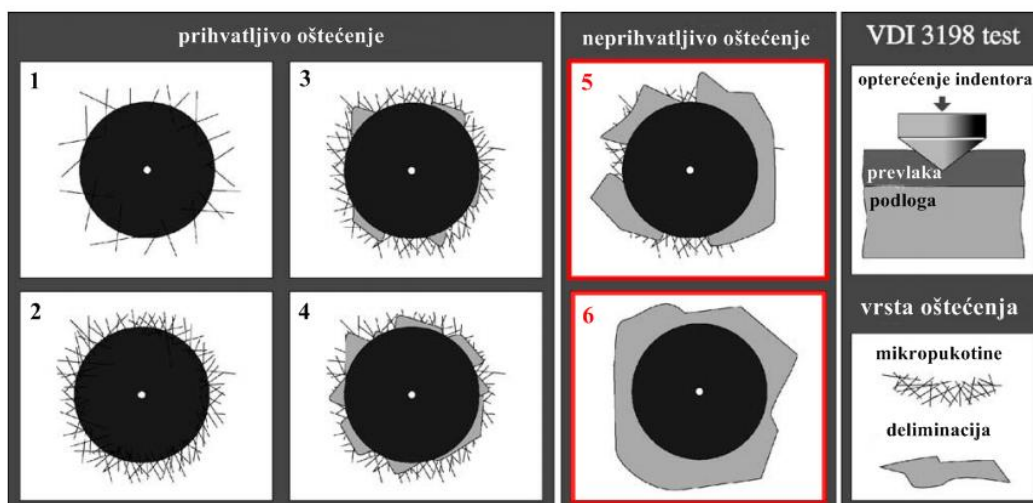 prihvatljivo oštećenje
1
3
2
4
neprihvatljivo oštećenje
5
6
VDI 3198 test
opterećenje indentora
prevlaka
podloga
vrsta oštećenja
mikropukotine
deliminacija